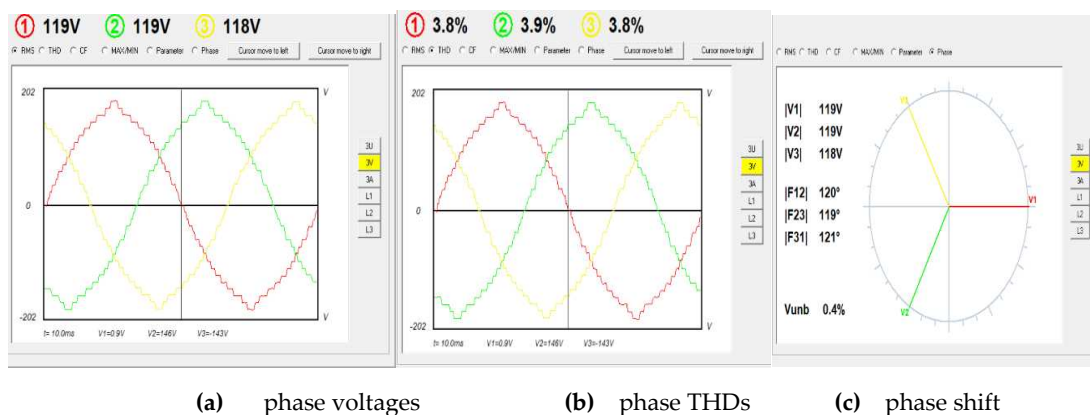 1 119V 2 119V 3 118V
RMS THD CF MAX/MIN Parameter Phase Cursor move to left Cursor move to right
202
V
0
-202
V
t= 10.0ms V1=0.9V V2=146V V3=-143V
3U
3V
3A
L1
L2
L3
1 3.8% 2 3.9% 3 3.8%
RMS THD CF MAX/MIN Parameter Phase Cursor move to left Cursor move to right
202
V
0
-202
V
t= 10.0ms V1=0.9V V2=146V V3=-143V
3U
3V
3A
L1
L2
L3
RMS THD CF MAX/MIN Parameter Phase
|V1| 119V
|V2| 119V
|V3| 118V
|F12| 120°
|F23| 119°
|F31| 121°
Vunb 0.4%
V3
V1
V2
3U
3V
3A
L1
L2
L3
(a) phase voltages (b) phase THDs (c) phase shift